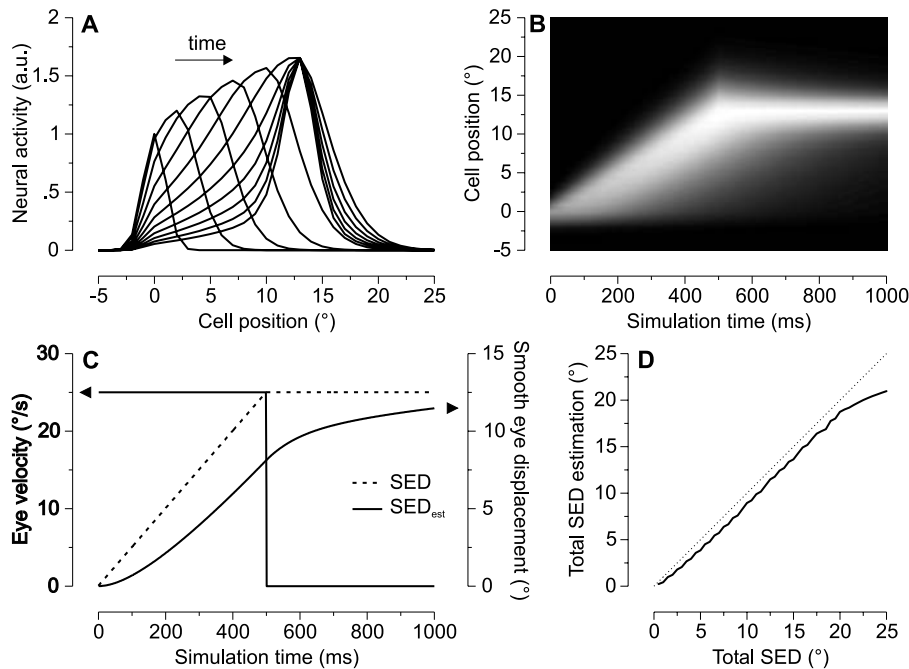 A
time
Neural activity (a.u.)
2
1.5
1
.5
0
-5 0 5 10 15 20 25
Cell position (°)
B
Cell position (°)
25
20
15
10
5
0
-5
0 200 400 600 800 1000
Simulation time (ms)
C
Eye velocity (°/s)
30
20
10
0
Smooth eye displacement (°)
15
10
5
0
SED
SEDest
0 200 400 600 800 1000
Simulation time (ms)
D
Total SED estimation (°)
25
20
15
10
5
0
0 5 10 15 20 25
Total SED (°)